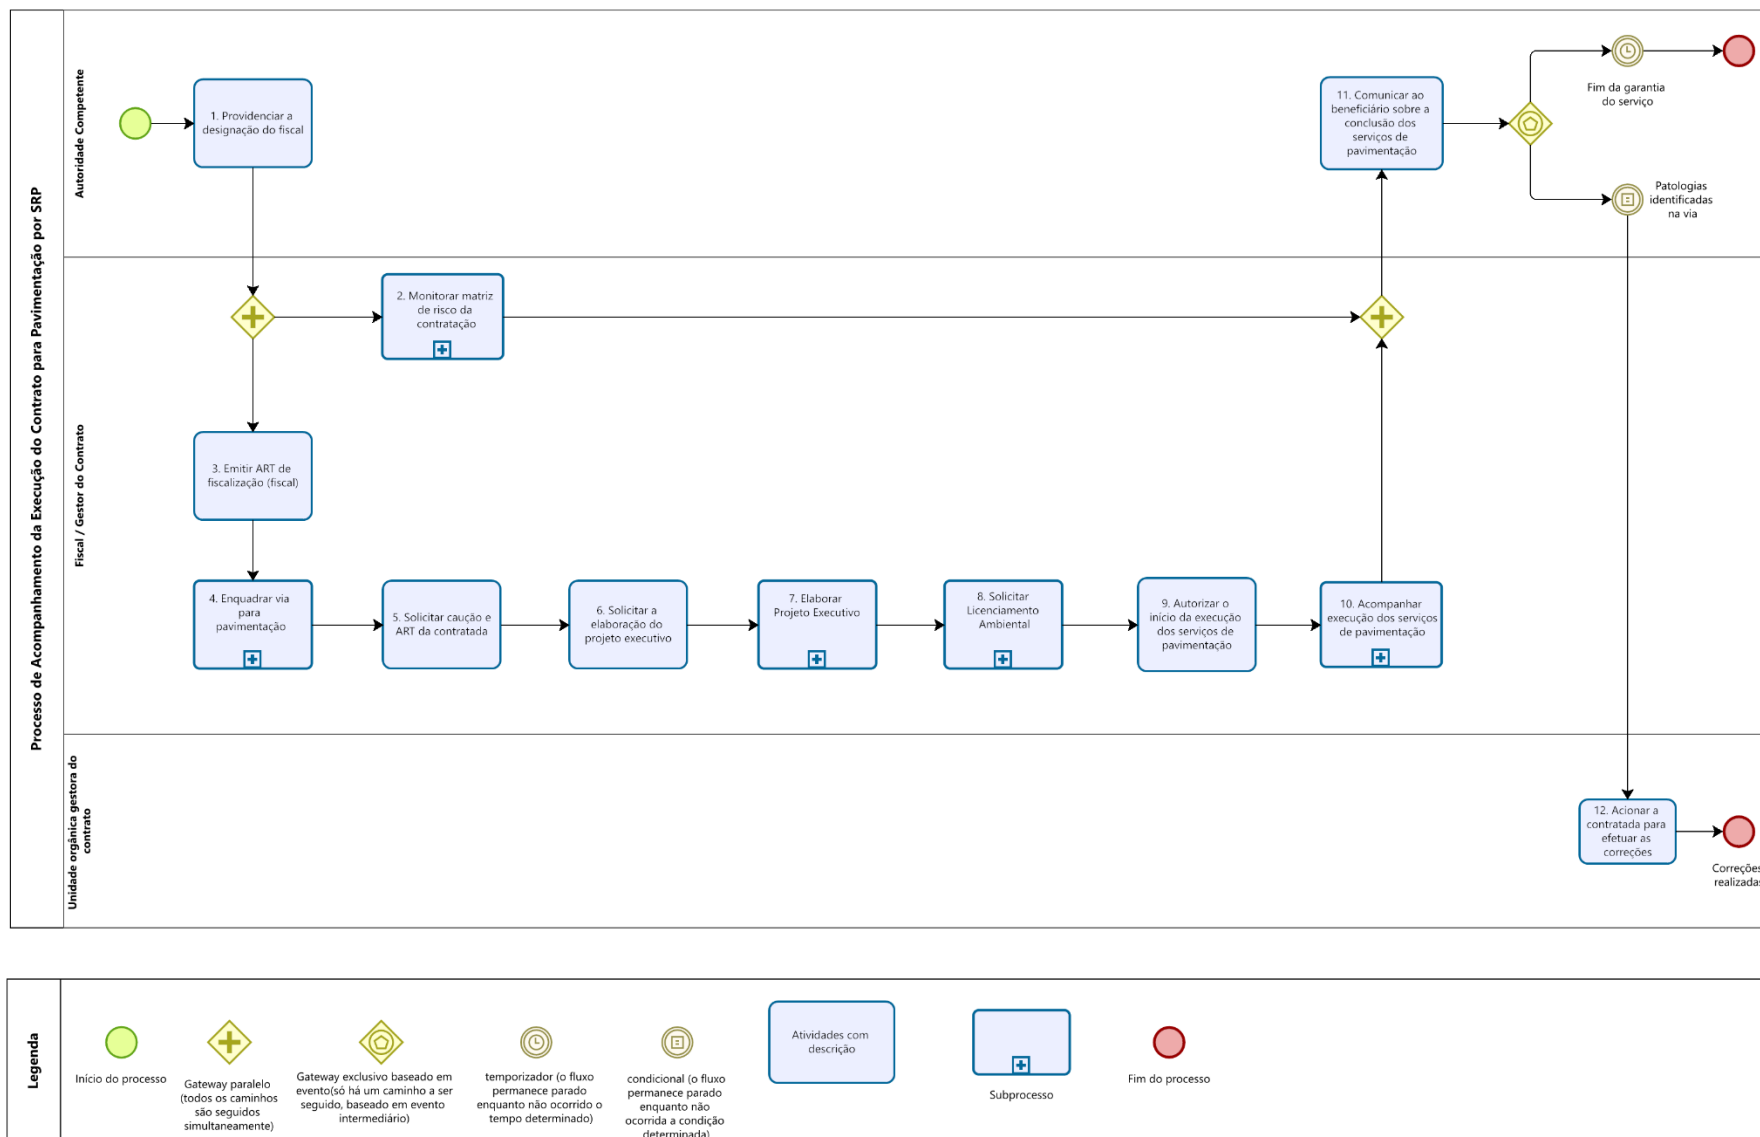 Processo de Acompanhamento da Execução do Contrato para Pavimentação por SRP
Autoridade Competente
1. Providenciar a
designação do fiscal
11. Comunicar ao
beneficiário sobre a
conclusão dos
serviços de
pavimentação
Fim da garantia
do serviço
Patologias
identificadas
na via
Fiscal / Gestor do Contrato
2. Monitorar matriz
de risco da
contratação
3. Emitir ART de
fiscalização (fiscal)
4. Enquadrar via
para
pavimentação
5. Solicitar caução e
ART da contratada
6. Solicitar a
elaboração do
projeto executivo
7. Elaborar
Projeto Executivo
8. Solicitar
Licenciamento
Ambiental
9. Autorizar o
início da execução
dos serviços de
pavimentação
10. Acompanhar
execução dos serviços
de pavimentação
Unidade orgânica gestora do
contrato
12. Acionar a
contratada para
efetuar as
correções
Correções
realizadas
Legenda
Início do processo
Gateway paralelo
(todos os caminhos
são seguidos
simultaneamente)
Gateway exclusivo baseado em
evento(só há um caminho a ser
seguido, baseado em evento
intermediário)
temporizador (o fluxo
permanece parado
enquanto não ocorrido o
tempo determinado)
condicional (o fluxo
permanece parado
enquanto não
ocorrida a condição
determinada)
Atividades com
descrição
Subprocesso
Fim do processo